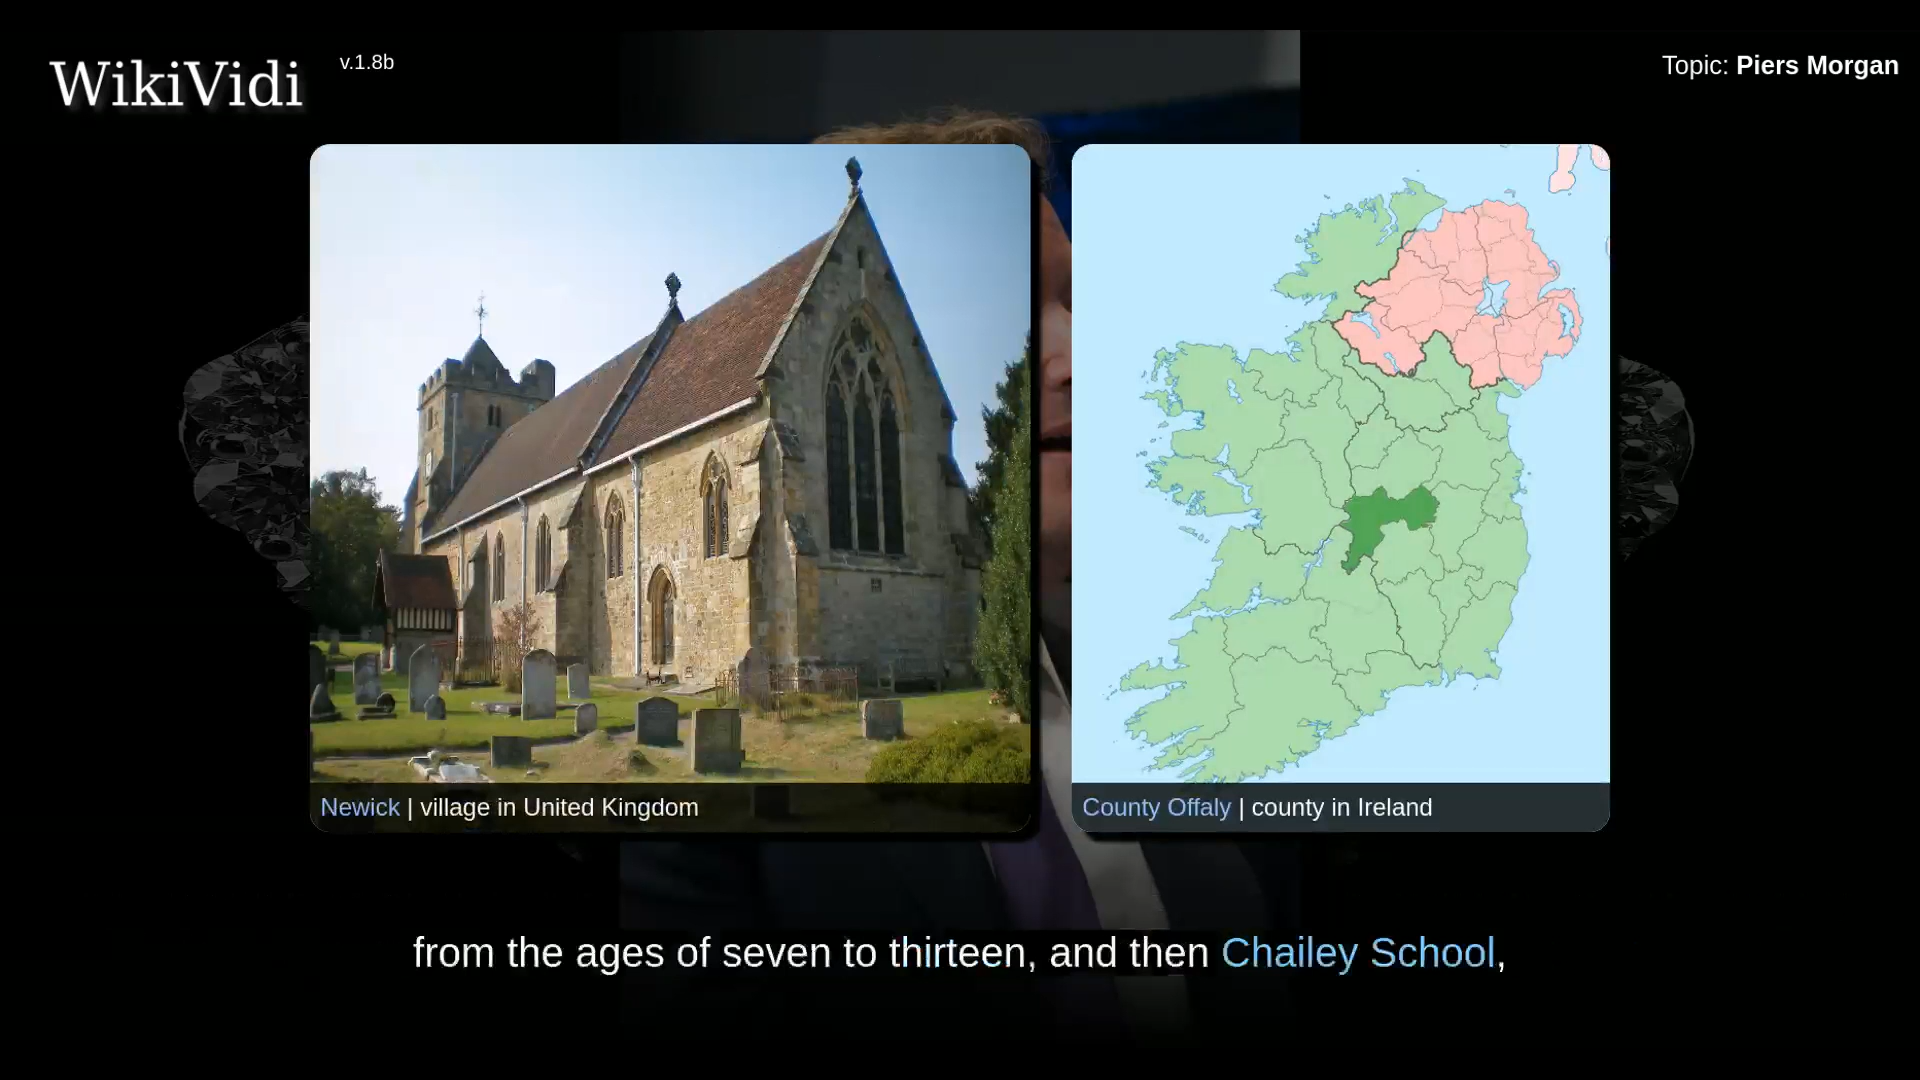 WikiVidi
v.1.8b
Topic: Piers Morgan
Newick | village in United Kingdom
County Offaly | county in Ireland
from the ages of seven to thirteen, and then Chailey School,